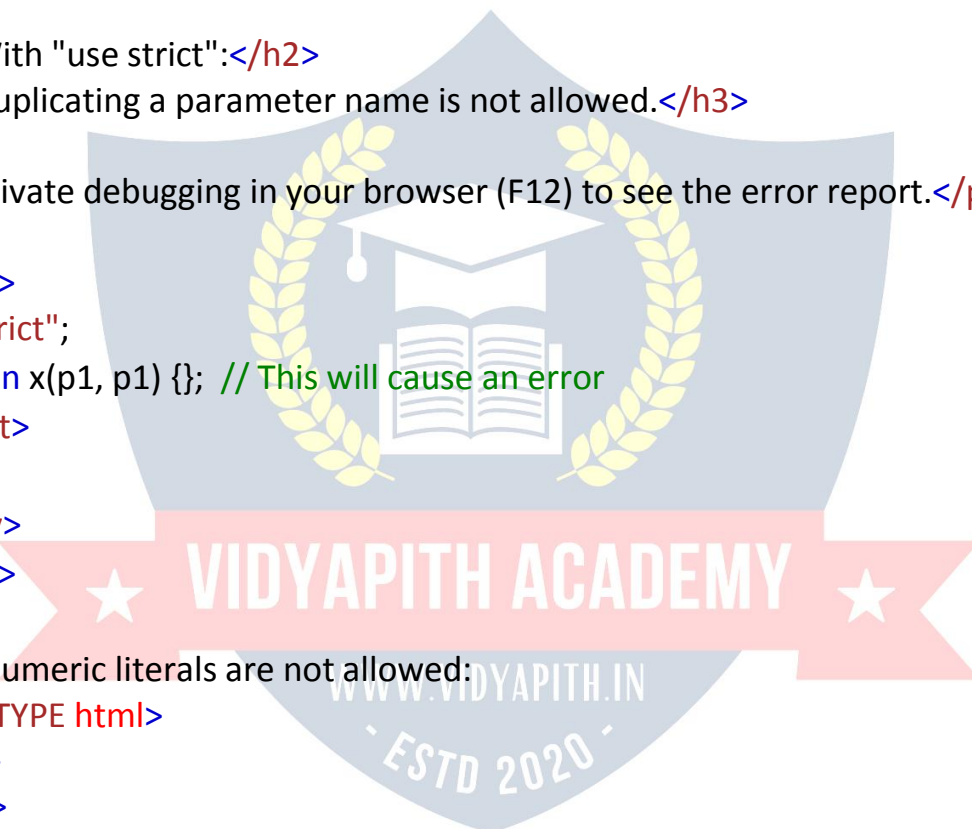 With "use strict":</h2>
uplicating a parameter name is not allowed.</h3>
ivate debugging in your browser (F12) to see the error report.</p
>
rict";
n x(p1, p1) {}; // This will cause an error
t>
>
>
VIDYAPITH ACADEMY
umeric literals are not allowed:
WWW.VIDYAPITH.IN
TYPE html>
ESTD 2020
>